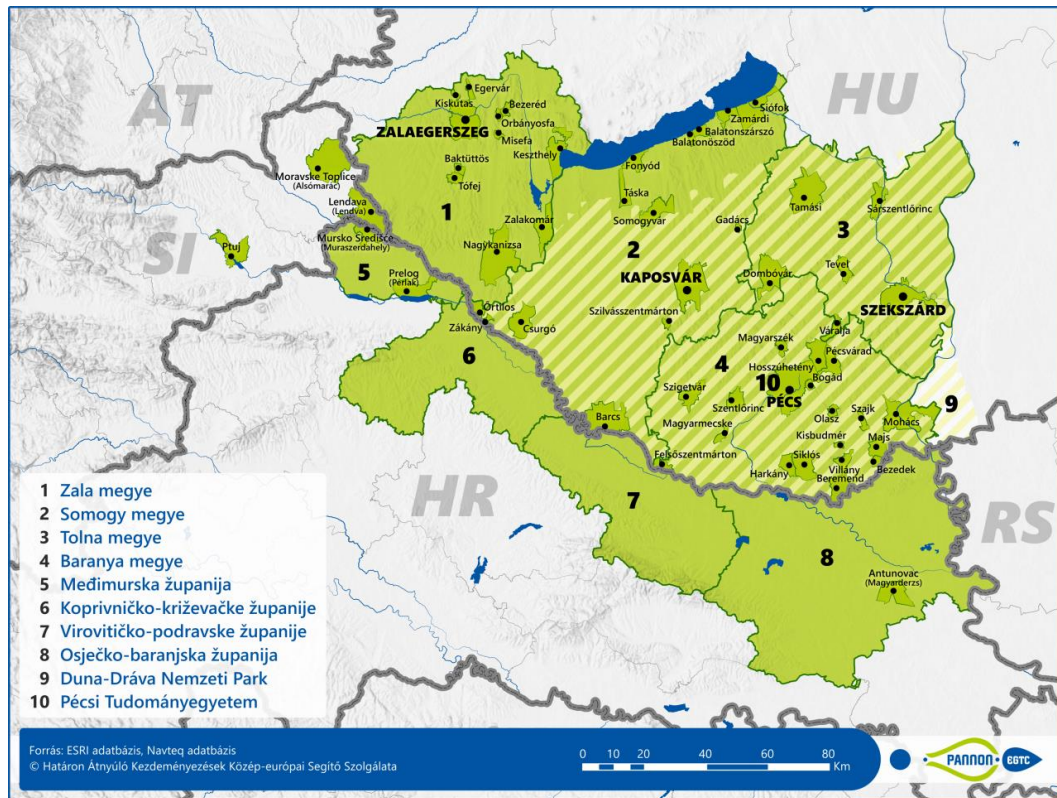 AT
HU
SI
HR
RS
Egervár
Kiskutas
Bezeréd
Orbányosfa
ZALAEGERSZEG
Misefa
Keszthely
Baktüttös
Tófej
Moravske Toplice
(Alsómarác)
Lendava
(Lendva)
1
Zalakomár
Mursko Središče
(Muraszerdahely)
Nagykanizsa
Ptuj
5
Prelog
(Perlak)
Siófok
Zamárdi
Balatonszárszó
Balatonőszöd
Fonyód
Táska
Somogyvár
Gadács
2
KAPOSVÁR
Tamási
Sárszentlőrinc
3
Tevel
Dombóvár
SZEKSZÁRD
Őrtilos
Zákány
Csurgó
Szilvásszentmárton
6
Váralja
Magyarszék
Pécsvárad
4
Hosszúhetény
10
Bogád
PÉCS
9
Szigetvár
Szentlőrinc
Barcs
Magyarmecske
Olasz
Szajk
Mohács
Kisbudmér
Majs
Felsőszentmárton
Harkány
Siklós
Villány
Bezedek
Beremend
7
8
Antunovac
(Magyarderzs)
1 Zala megye
2 Somogy megye
3 Tolna megye
4 Baranya megye
5 Međimurska županija
6 Koprivničko-križevačke županije
7 Virovitičko-podravske županije
8 Osječko-baranjska županija
9 Duna-Dráva Nemzeti Park
10 Pécsi Tudományegyetem
Forrás: ESRI adatbázis, Navteq adatbázis
© Határon Átnyúló Kezdeményezések Közép-európai Segítő Szolgálata
0 10 20 40 60 80
Km
PANNON EGTC